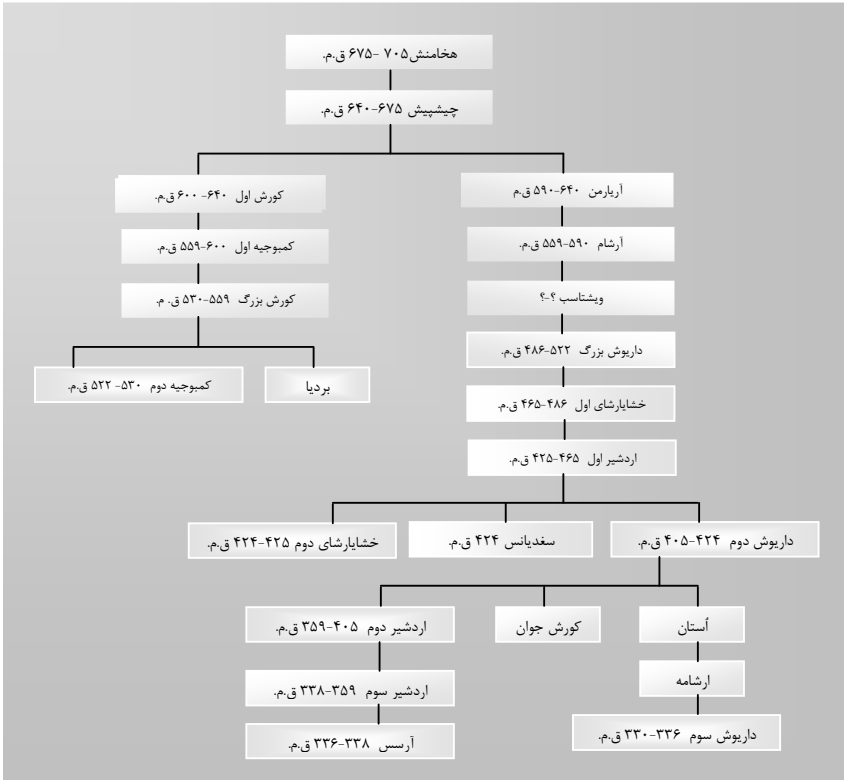 هخامنش۷۰۵ -۶۷۵ ق.م.
چیشپیش ۶۷۵-۶۴۰ ق.م.
آریارمن ۶۴۰-۵۹۰ ق.م
کورش اول ۶۴۰- ۶۰۰ ق.م.
آرشام ۵۹۰-۵۵۹ ق.م.
کمبوجیه اول ۶۰۰-۵۵۹ ق.م.
ویشتاسب ؟-؟
کورش بزرگ ۵۵۹-۵۳۰ ق. م.
داریوش بزرگ ۵۲۲-۴۸۶ ق.م.
بردیا
کمبوجیه دوم ۵۳۰- ۵۲۲ ق.م.
خشایارشای اول ۴۸۶-۴۶۵ ق.م.
اردشیر اول ۴۶۵-۴۲۵ ق.م.
داریوش دوم ۴۲۴-۴۰۵ ق.م.
سغدیانس ۴۲۴ ق.م.
خشایارشای دوم ۴۲۵-۴۲۴ ق.م.
اُستان
کورش جوان
اردشیر دوم ۴۰۵-۳۵۹ ق.م.
ارشامه
اردشیر سوم ۳۵۹-۳۳۸ ق.م.
داریوش سوم ۳۳۶-۳۳۰ ق.م.
آرسس ۳۳۸-۳۳۶ ق.م.